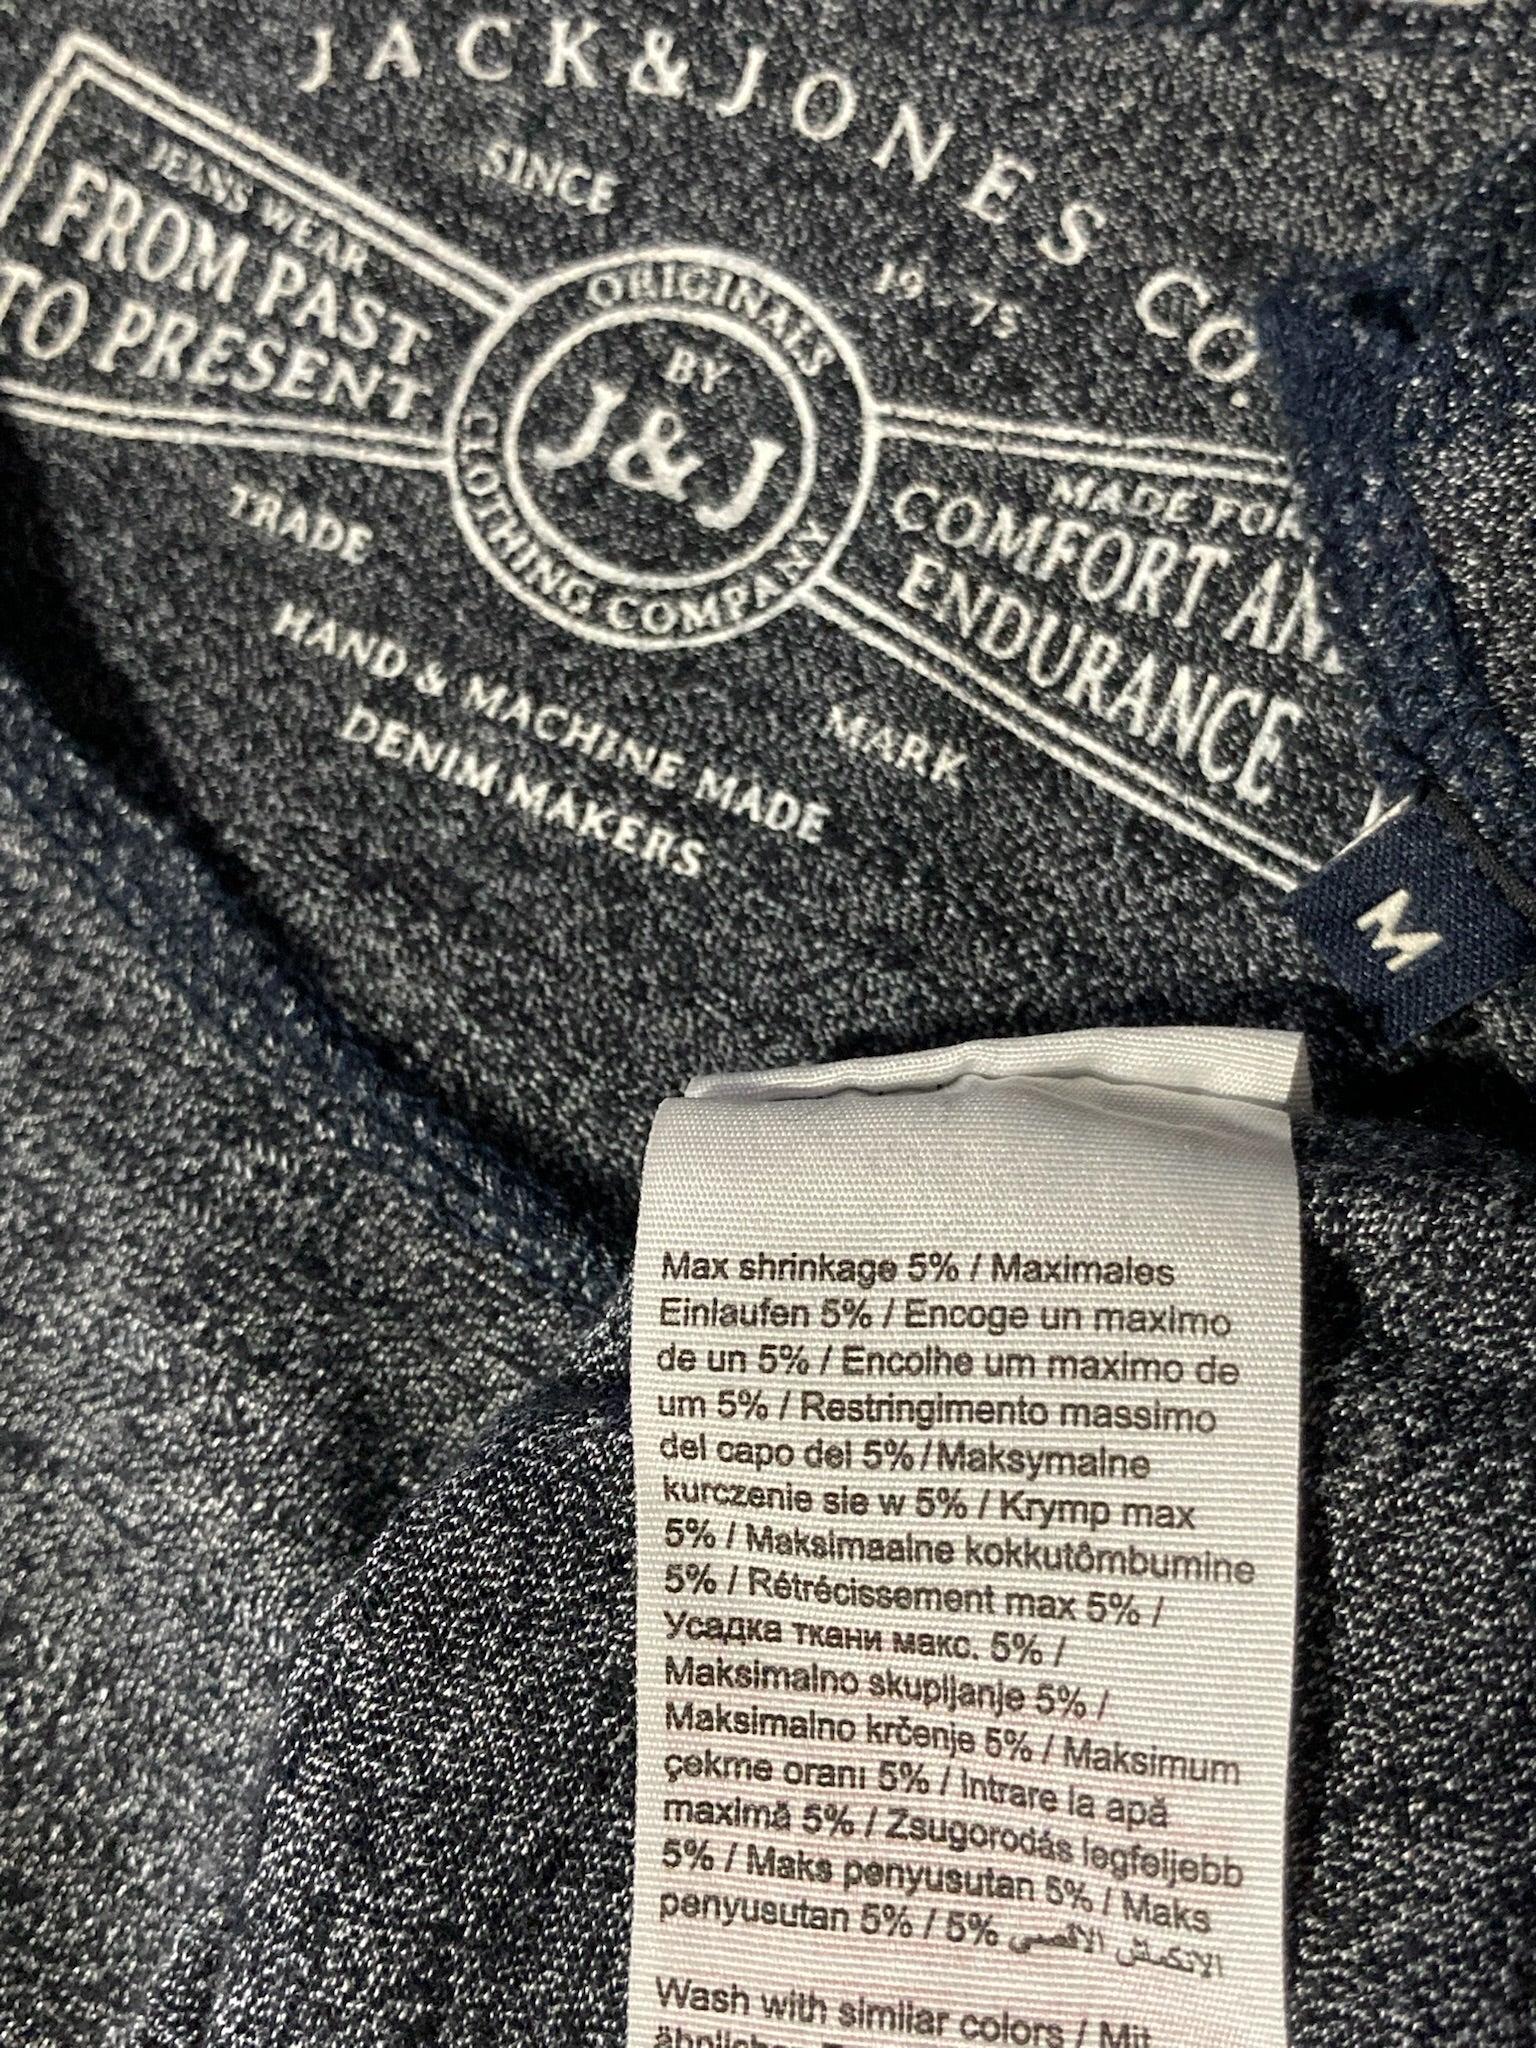 JACK&JONES CO.
SINCE
19 75
JEANS WEAR
FROM PAST
TO PRESENT
ORIGINALS
BY
J&J
CLOTHING COMPANY
MADE FOR
COMFORT AN
ENDURANCE
TRADE
MARK
HAND & MACHINE MADE
DENIM MAKERS
M
Max shrinkage 5% / Maximales
Einlaufen 5% / Encoge un maximo
de un 5% / Encolhe um maximo de
um 5% / Restringimento massimo
del capo del 5% / Maksymalne
kurczenie sie w 5% / Krymp max
5% / Maksimaalne kokkutômbumine
5% / Rétrécissement max 5% /
Усадка ткани макс. 5% /
Maksimalno skupljanje 5% /
Maksimalno krčenje 5% / Maksimum
çekme oranı 5% / Intrare la apă
maximă 5% / Zsugorodás legfeljebb
5% / Maks penyusutan 5% / Maks
penyusutan 5% / 5% الانكمش الاقصى
Wash with similar colors / Mit